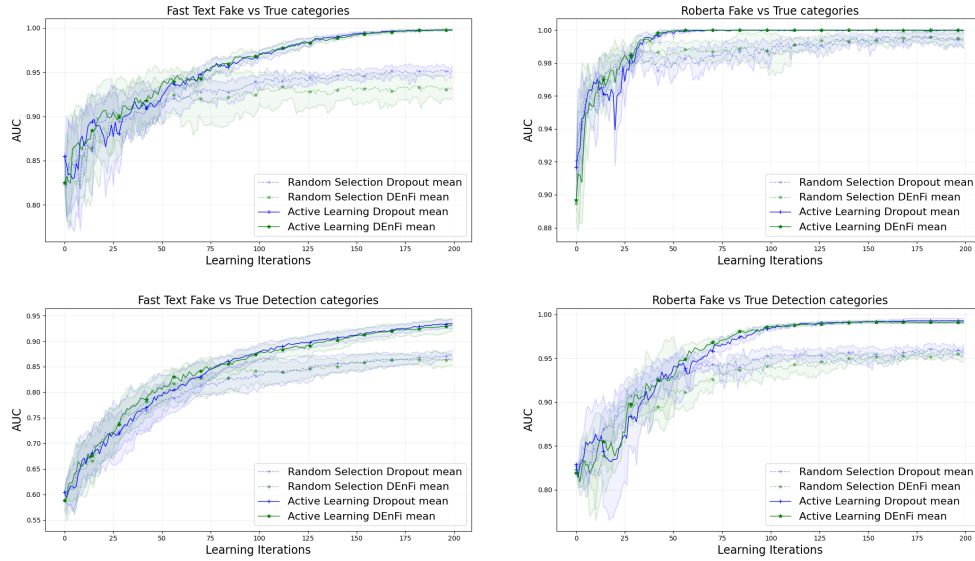 Fast Text Fake vs True categories
1.00
0.95
0.90
0.85
0.80
AUC
0 25 50 75 100 125 150 175 200
Learning Iterations
Random Selection Dropout mean
Random Selection DEnFi mean
Active Learning Dropout mean
Active Learning DEnFi mean
Roberta Fake vs True categories
1.00
0.98
0.96
0.94
0.92
0.90
0.88
AUC
0 25 50 75 100 125 150 175 200
Learning Iterations
Random Selection Dropout mean
Random Selection DEnFi mean
Active Learning Dropout mean
Active Learning DEnFi mean
Fast Text Fake vs True Detection categories
0.95
0.90
0.85
0.80
0.75
0.70
0.65
0.60
0.55
AUC
0 25 50 75 100 125 150 175 200
Learning Iterations
Random Selection Dropout mean
Random Selection DEnFi mean
Active Learning Dropout mean
Active Learning DEnFi mean
Roberta Fake vs True Detection categories
1.00
0.95
0.90
0.85
0.80
AUC
0 25 50 75 100 125 150 175 200
Learning Iterations
Random Selection Dropout mean
Random Selection DEnFi mean
Active Learning Dropout mean
Active Learning DEnFi mean